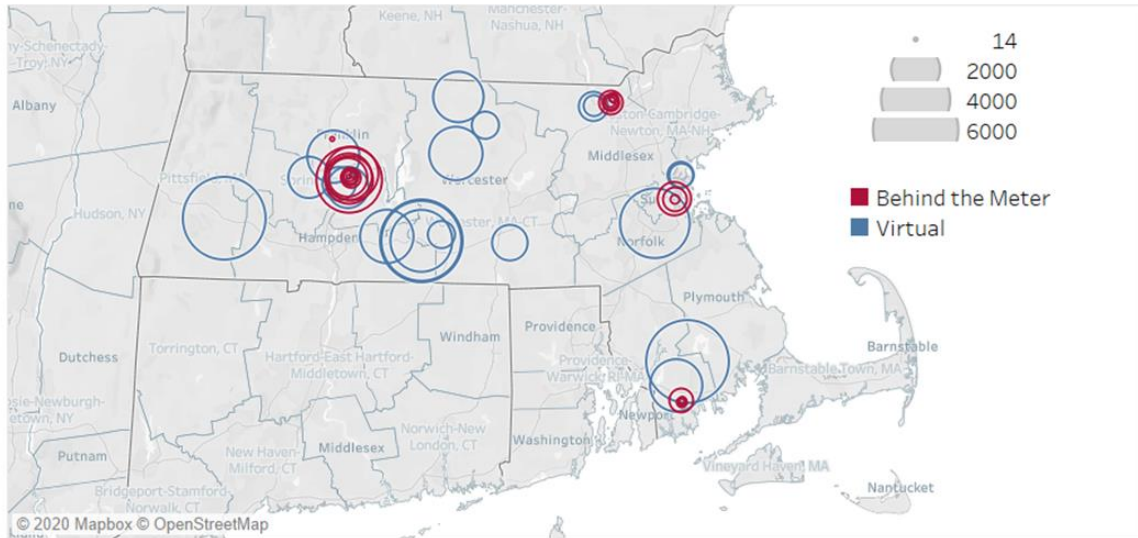 Keene, NH
Manchester-
Nashua, NH
ny-Schenectady-
Troy, NY
Albany
Franklin
ston-Cambridge-
Newton, MA-NH
Middlesex
Pittsfield, MA
Worcester
Hudson, NY
Hampden
Norfolk
Plymouth
Windham
Providence
Dutchess
Torrington, CT
Hartford-East Hartford-
Middletown, CT
Providence-
Warwick, RI-MA
Barnstable
Barnstable Town, MA
Newport
Norwich-New
London, CT
Middlesex
Washington
Putnam
New Haven-
Milford, CT
Vineyard Haven, MA
Bridgeport-Stamford-
Norwalk, CT
Nantucket
14
2000
4000
6000
Behind the Meter
Virtual
© 2020 Mapbox © OpenStreetMap